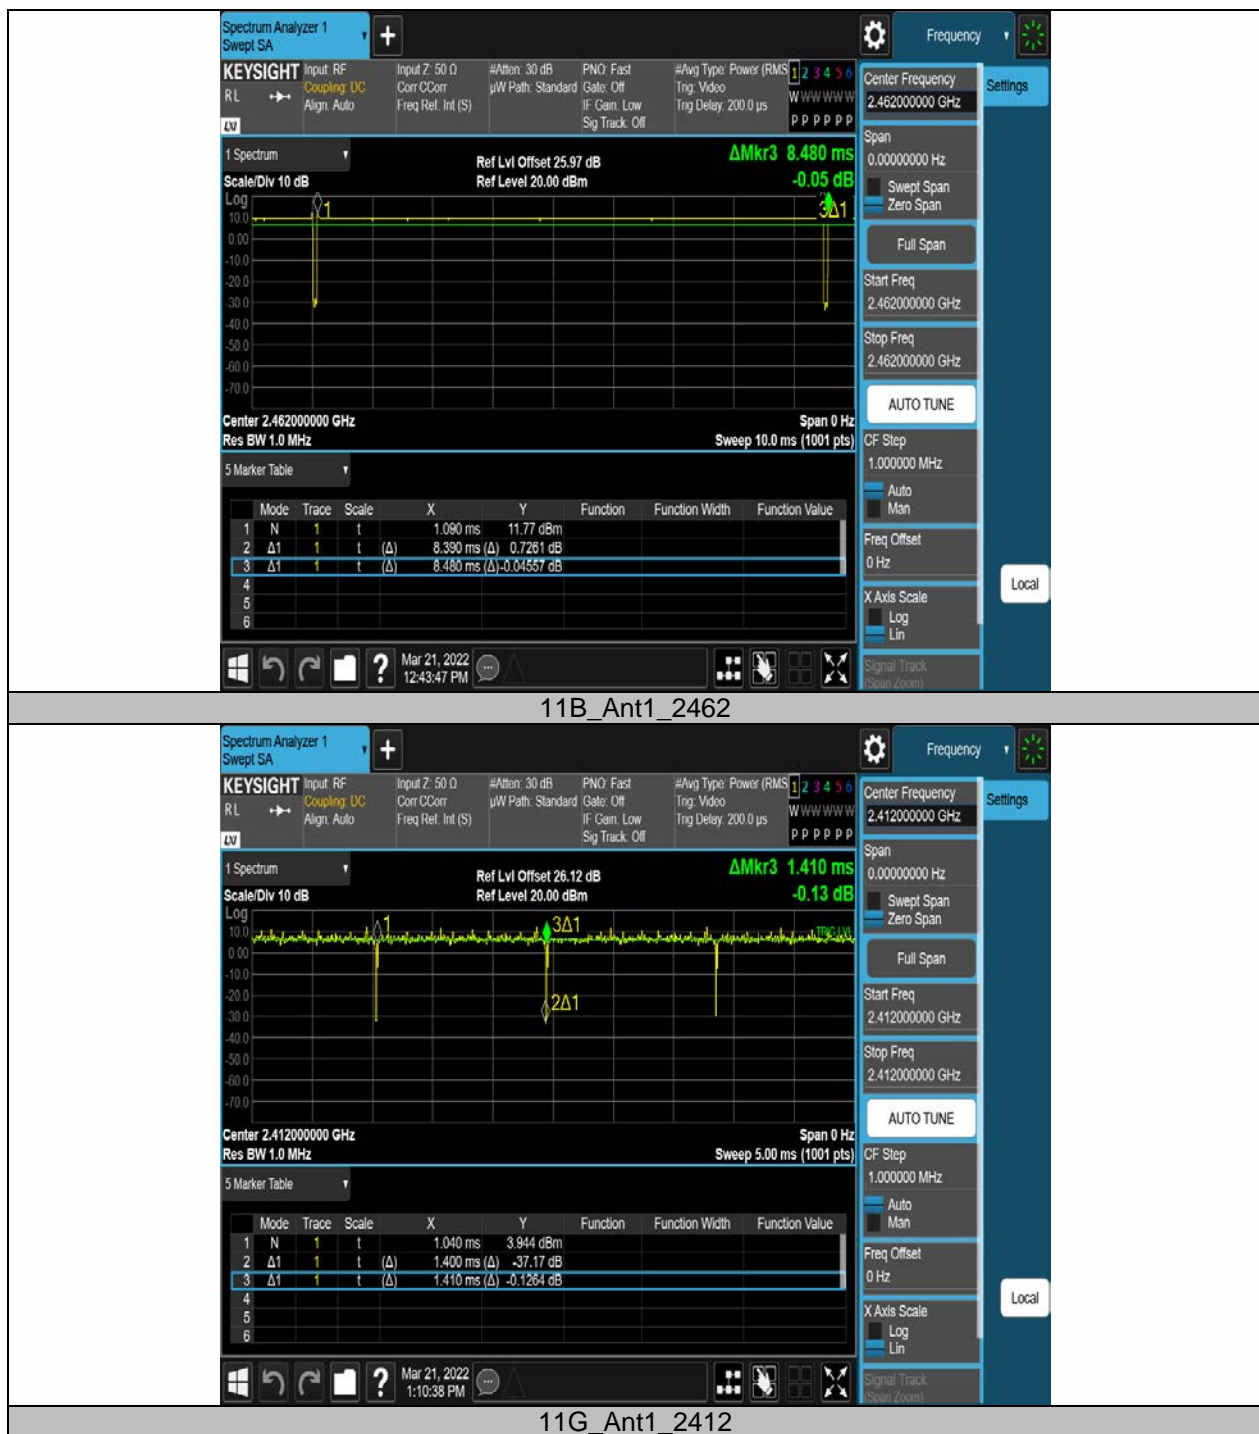 Spectrum Analyzer 1
Swept SA
+
Frequency
KEYSIGHT Input: RF Input Z: 50 Ω #Atten: 30 dB PNO: Fast #Avg Type: Power (RMS 1 2 3 4 5 6
Coupling: DC Corr CCorr µW Path: Standard Gate: Off Trig: Video
RL Align: Auto Freq Ref: Int (S) IF Gain: Low Trig Delay: 200.0 µs W W W W W W
Sig Track: Off P P P P P P
LXI
Center Frequency
2.462000000 GHz
Settings
Span
0.00000000 Hz
Swept Span
Zero Span
Full Span
Start Freq
2.462000000 GHz
Stop Freq
2.462000000 GHz
AUTO TUNE
CF Step
1.000000 MHz
Auto
Man
Freq Offset
0 Hz
X Axis Scale
Log
Lin
Signal Track
(Span Zoom)
Local
1 Spectrum
Ref Lvl Offset 25.97 dB
ΔMkr3 8.480 ms
Scale/Div 10 dB
Ref Level 20.00 dBm
-0.05 dB
Log
1
3Δ1
10.0
0.00
-10.0
-20.0
-30.0
-40.0
-50.0
-60.0
-70.0
Center 2.462000000 GHz
Span 0 Hz
Res BW 1.0 MHz
Sweep 10.0 ms (1001 pts)
5 Marker Table
Mode Trace Scale X Y Function Function Width Function Value
1 N 1 t 1.090 ms 11.77 dBm
2 Δ1 1 t (Δ) 8.390 ms (Δ) 0.7261 dB
3 Δ1 1 t (Δ) 8.480 ms (Δ) -0.04557 dB
4
5
6
?
Mar 21, 2022
12:43:47 PM
11B_Ant1_2462
Spectrum Analyzer 1
Swept SA
+
Frequency
KEYSIGHT Input: RF Input Z: 50 Ω #Atten: 30 dB PNO: Fast #Avg Type: Power (RMS 1 2 3 4 5 6
Coupling: DC Corr CCorr µW Path: Standard Gate: Off Trig: Video
RL Align: Auto Freq Ref: Int (S) IF Gain: Low Trig Delay: 200.0 µs W W W W W W
Sig Track: Off P P P P P P
LXI
Center Frequency
2.412000000 GHz
Settings
Span
0.00000000 Hz
Swept Span
Zero Span
Full Span
Start Freq
2.412000000 GHz
Stop Freq
2.412000000 GHz
AUTO TUNE
CF Step
1.000000 MHz
Auto
Man
Freq Offset
0 Hz
X Axis Scale
Log
Lin
Signal Track
(Span Zoom)
Local
1 Spectrum
Ref Lvl Offset 26.12 dB
ΔMkr3 1.410 ms
Scale/Div 10 dB
Ref Level 20.00 dBm
-0.13 dB
Log
1
3Δ1
TRIG LVL
10.0
0.00
-10.0
-20.0
2Δ1
-30.0
-40.0
-50.0
-60.0
-70.0
Center 2.412000000 GHz
Span 0 Hz
Res BW 1.0 MHz
Sweep 5.00 ms (1001 pts)
5 Marker Table
Mode Trace Scale X Y Function Function Width Function Value
1 N 1 t 1.040 ms 3.944 dBm
2 Δ1 1 t (Δ) 1.400 ms (Δ) -37.17 dB
3 Δ1 1 t (Δ) 1.410 ms (Δ) -0.1264 dB
4
5
6
?
Mar 21, 2022
1:10:38 PM
11G_Ant1_2412